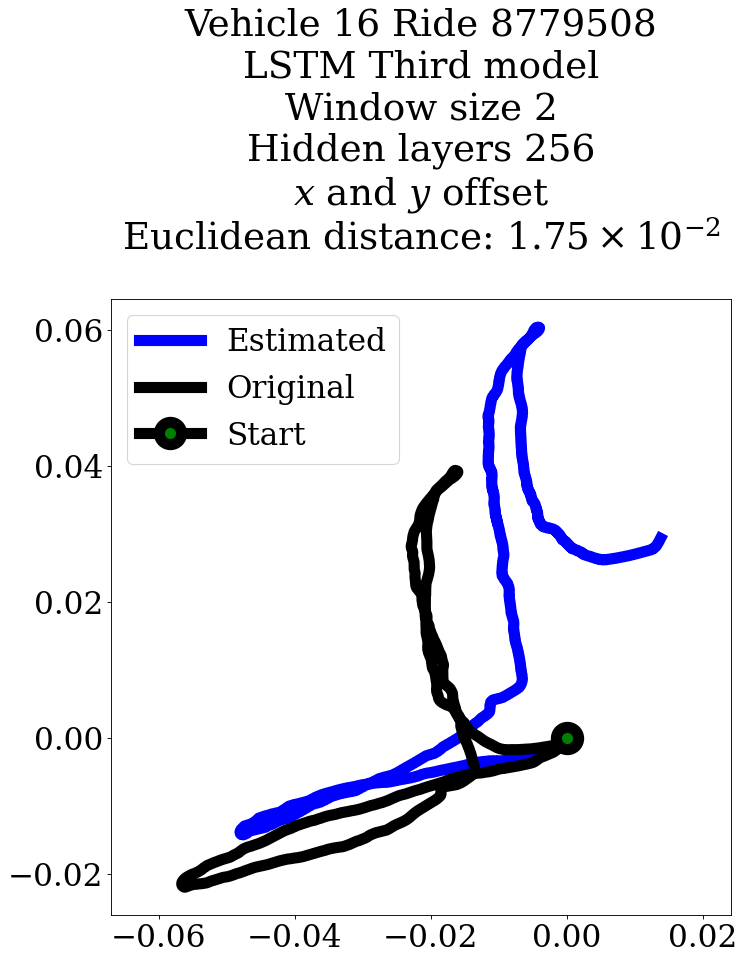 Vehicle 16 Ride 8779508
LSTM Third model
Window size 2
Hidden layers 256
x and y offset
Euclidean distance: 1.75 × 10⁻²
Estimated
Original
Start
0.06
0.04
0.02
0.00
−0.02
−0.06 −0.04 −0.02 0.00 0.02